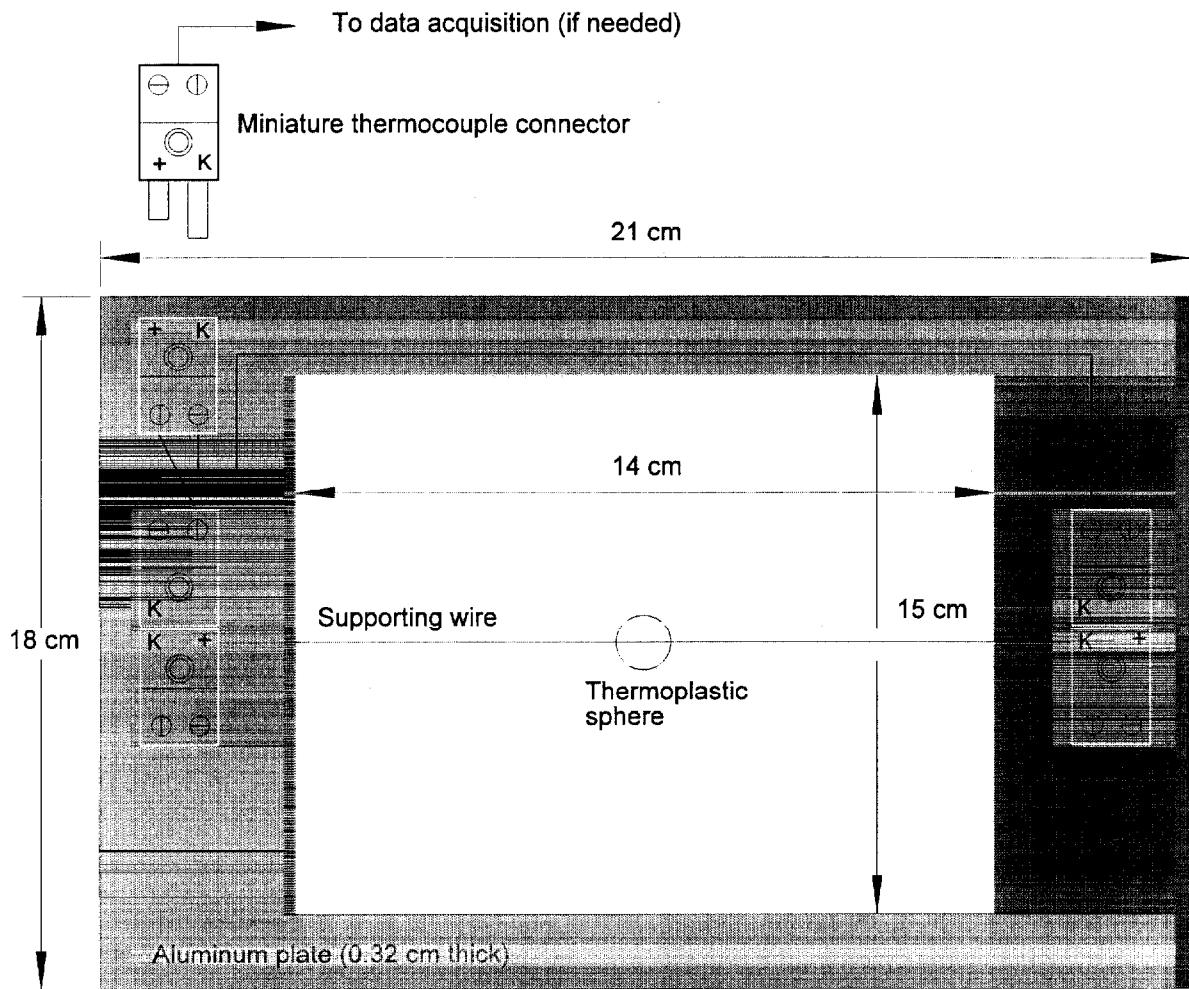 To data acquisition (if needed)
Miniature thermocouple connector
+ K
21 cm
+ K
14 cm
K
K
Supporting wire
15 cm
18 cm
K +
K +
Thermoplastic
sphere
Aluminum plate (0.32 cm thick)